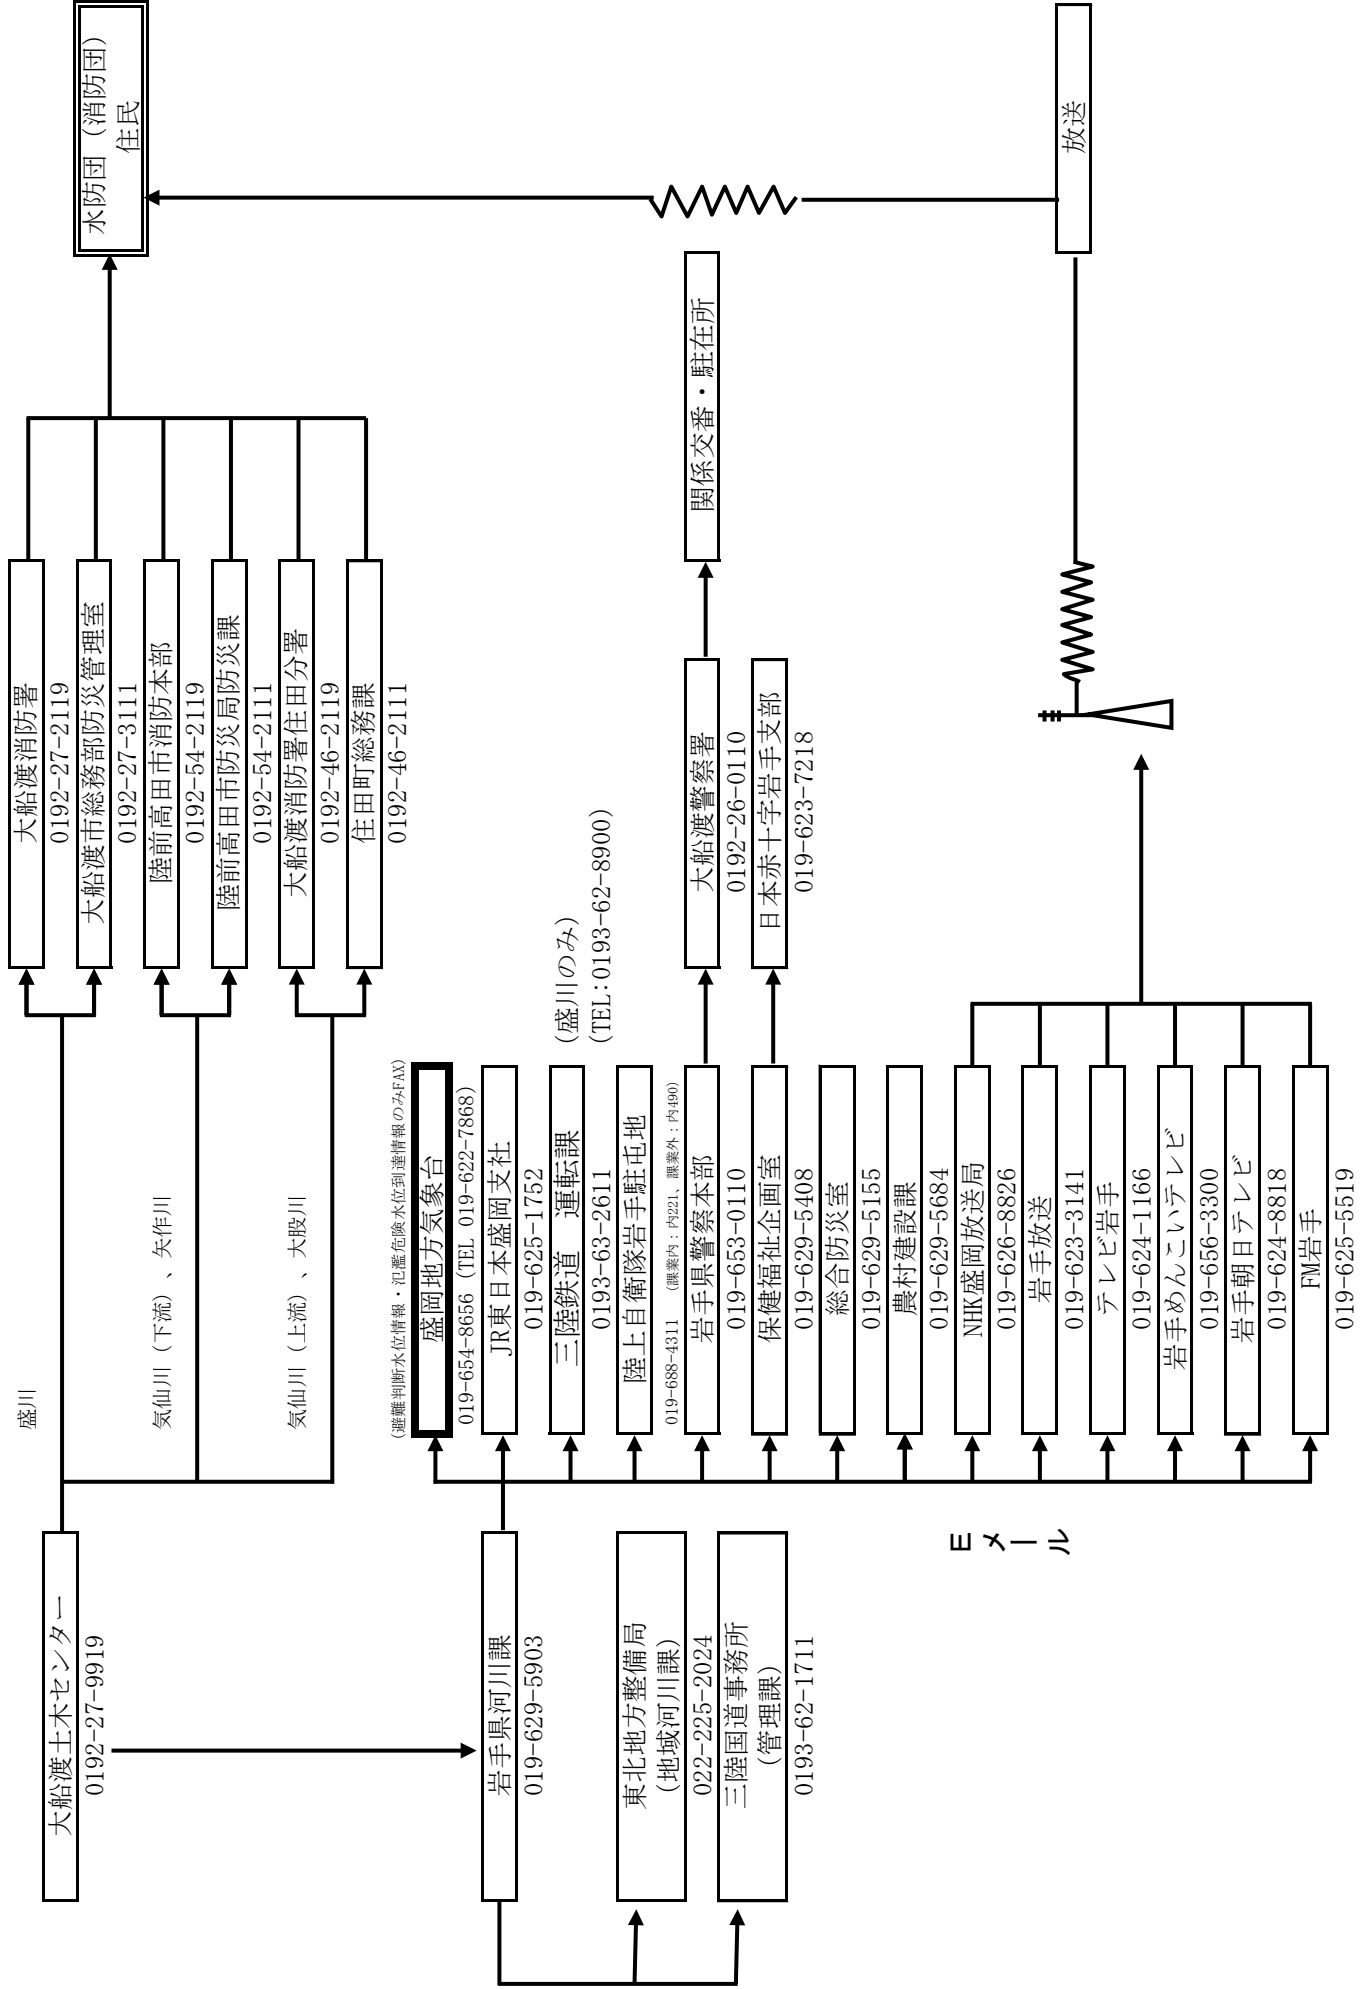 大船渡土木センター
0192-27-9919
盛川
気仙川（下流）、矢作川
気仙川（上流）、大股川
大船渡消防署
0192-27-2119
大船渡市総務部防災管理室
0192-27-3111
陸前高田市消防本部
0192-54-2119
陸前高田市防災局防災課
0192-54-2111
大船渡消防署住田分署
0192-46-2119
住田町総務課
0192-46-2111
水防団（消防団）
住民
岩手県河川課
019-629-5903
東北地方整備局
（地域河川課）
022-225-2024
三陸国道事務所
（管理課）
0193-62-1711
Eメール
(避難判断水位情報・氾濫危険水位到達情報のみFAX)
盛岡地方気象台
019-654-8656（TEL 019-622-7868）
JR東日本盛岡支社
019-625-1752
三陸鉄道　運転課
0193-63-2611
(盛川のみ)
(TEL:0193-62-8900)
陸上自衛隊岩手駐屯地
019-688-4311　(課業内：内221、課業外：内490)
岩手県警察本部
019-653-0110
保健福祉企画室
019-629-5408
総合防災室
019-629-5155
農村建設課
019-629-5684
NHK盛岡放送局
019-626-8826
岩手放送
019-623-3141
テレビ岩手
019-624-1166
岩手めんこいテレビ
019-656-3300
岩手朝日テレビ
019-624-8818
FM岩手
019-625-5519
大船渡警察署
0192-26-0110
日本赤十字岩手支部
019-623-7218
関係交番・駐在所
放送